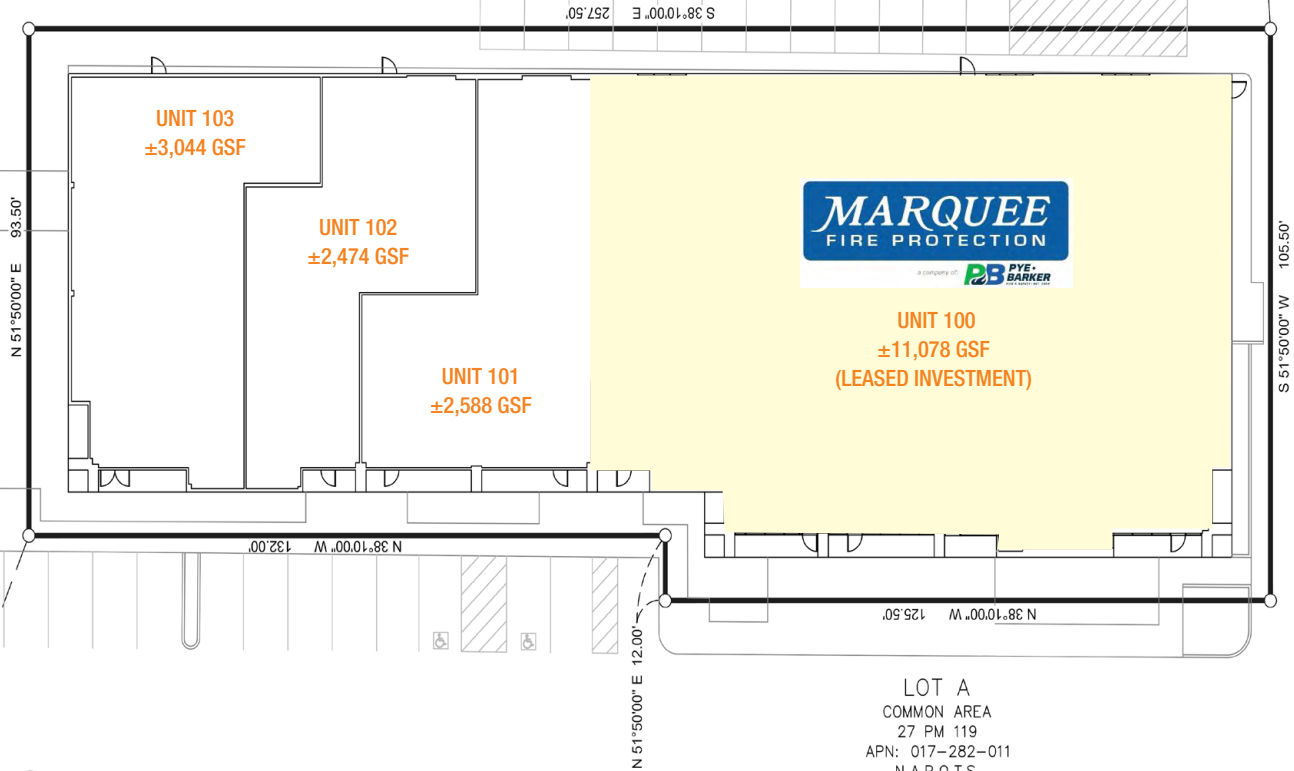 S 38°10'00" E 257.50'
UNIT 103
±3,044 GSF
UNIT 102
±2,474 GSF
UNIT 101
±2,588 GSF
MARQUEE
FIRE PROTECTION
a company of:
PB PYE•
BARKER
UNIT 100
±11,078 GSF
(LEASED INVESTMENT)
N 51°50'00" E 93.50'
S 51°50'00" W 105.50'
N 38°10'00" W 132.00'
N 38°10'00" W 125.50'
N 51°50'00" E 12.00'
LOT A
COMMON AREA
27 PM 119
APN: 017-282-011